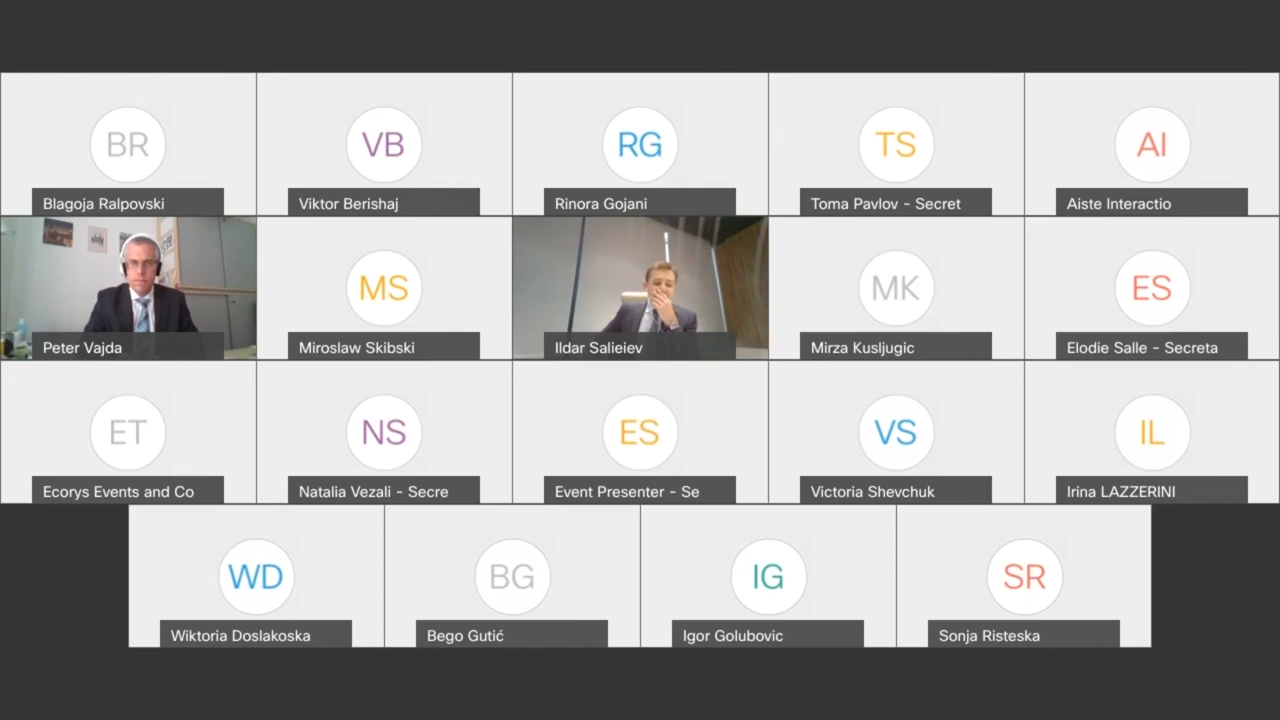 BR
VB
RG
TS
AI
Blagoja Ralpovski
Viktor Berishaj
Rinora Gojani
Toma Pavlov - Secret
Aiste Interactio
MS
MK
ES
Peter Vajda
Miroslaw Skibski
Ildar Salieiev
Mirza Kusljugic
Elodie Salle - Secreta
ET
NS
ES
VS
IL
Ecorys Events and Co
Natalia Vezali - Secre
Event Presenter - Se
Victoria Shevchuk
Irina LAZZERINI
WD
BG
IG
SR
Wiktoria Doslakoska
Bego Gutić
Igor Golubovic
Sonja Risteska